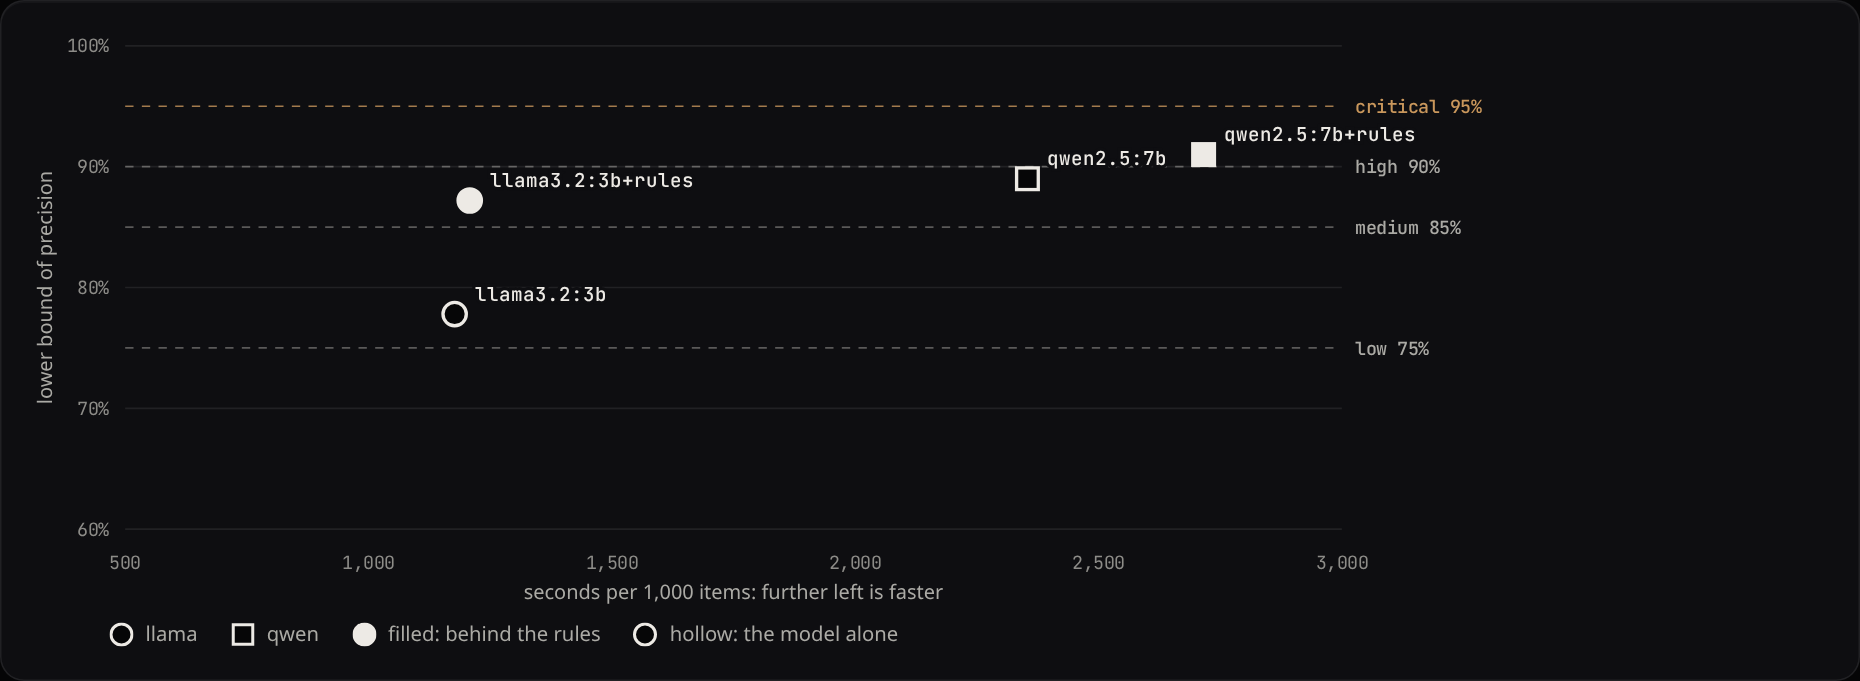 100%
critical 95%
qwen2.5:7b+rules
qwen2.5:7b
90%
high 90%
llama3.2:3b+rules
medium 85%
lower bound of precision
80%
llama3.2:3b
low 75%
70%
60%
500 1,000 1,500 2,000 2,500 3,000
seconds per 1,000 items: further left is faster
llama qwen filled: behind the rules hollow: the model alone